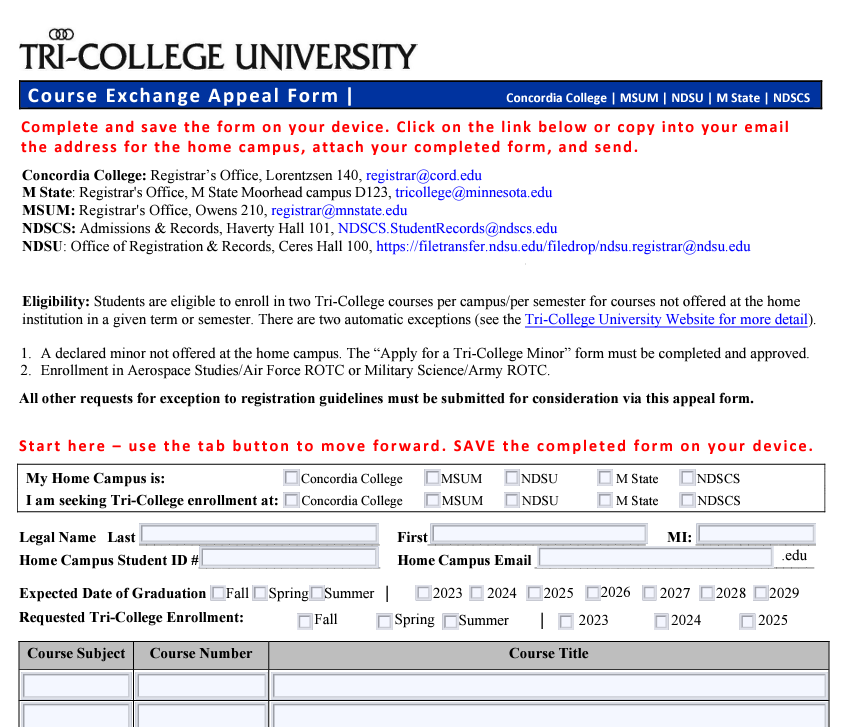 TRI-COLLEGE UNIVERSITY
Course Exchange Appeal Form | Concordia College | MSUM | NDSU | M State | NDSCS
Complete and save the form on your device. Click on the link below or copy into your email
the address for the home campus, attach your completed form, and send.
Concordia College: Registrar's Office, Lorentzsen 140, registrar@cord.edu
M State: Registrar's Office, M State Moorhead campus D123, tricollege@minnesota.edu
MSUM: Registrar's Office, Owens 210, registrar@mnstate.edu
NDSCS: Admissions & Records, Haverty Hall 101, NDSCS.StudentRecords@ndscs.edu
NDSU: Office of Registration & Records, Ceres Hall 100, https://filetransfer.ndsu.edu/filedrop/ndsu.registrar@ndsu.edu
Eligibility: Students are eligible to enroll in two Tri-College courses per campus/per semester for courses not offered at the home
institution in a given term or semester. There are two automatic exceptions (see the Tri-College University Website for more detail).
1. A declared minor not offered at the home campus. The “Apply for a Tri-College Minor” form must be completed and approved.
2. Enrollment in Aerospace Studies/Air Force ROTC or Military Science/Army ROTC.
All other requests for exception to registration guidelines must be submitted for consideration via this appeal form.
Start here – use the tab button to move forward. SAVE the completed form on your device.
My Home Campus is: Concordia College MSUM NDSU M State NDSCS
I am seeking Tri-College enrollment at: Concordia College MSUM NDSU M State NDSCS
Legal Name Last First MI:
Home Campus Student ID # Home Campus Email .edu
Expected Date of Graduation Fall Spring Summer | 2023 2024 2025 2026 2027 2028 2029
Requested Tri-College Enrollment: Fall Spring Summer | 2023 2024 2025
Course Subject Course Number Course Title